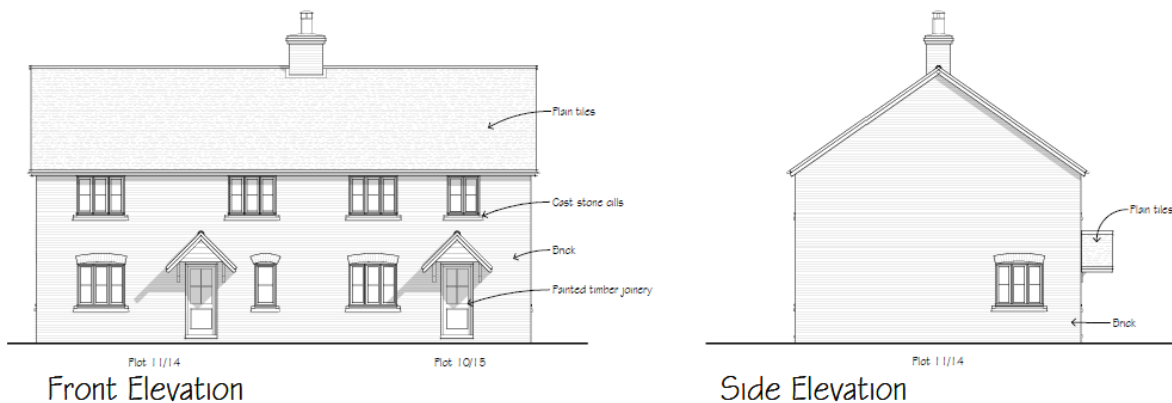 Plain tiles
Cast stone cills
Brick
Painted timber joinery
Plot 11/14
Plot 10/15
Front Elevation
Plain tiles
Brick
Plot 11/14
Side Elevation